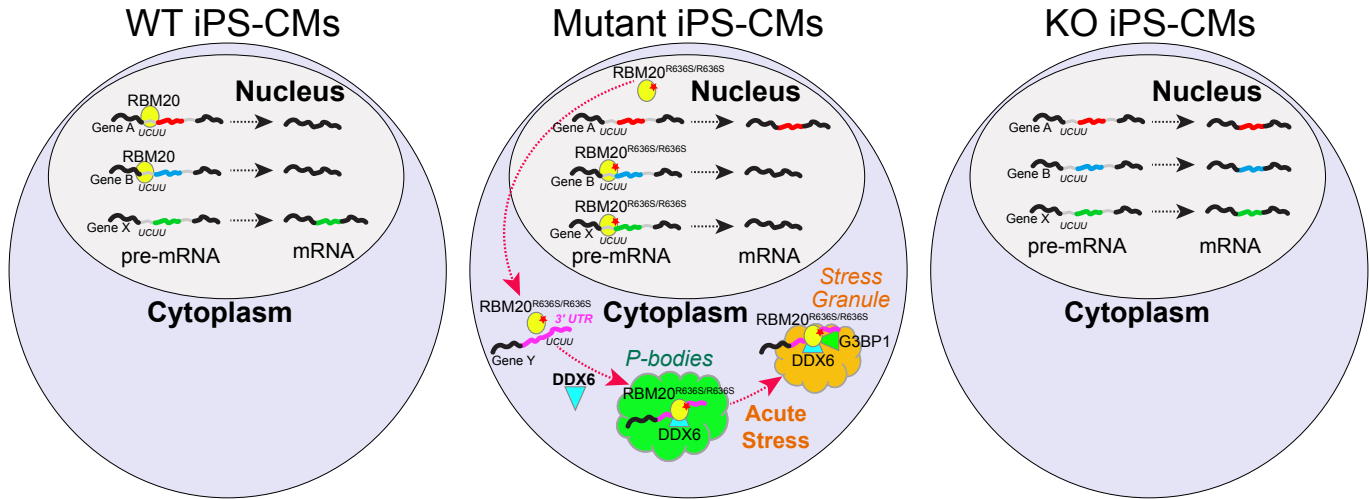 WT iPS-CMs
Nucleus
RBM20
Gene A
UCUU
RBM20
Gene B
UCUU
Gene X
UCUU
pre-mRNA
mRNA
Cytoplasm
Mutant iPS-CMs
RBM20R636S/R636S
Nucleus
Gene A
UCUU
RBM20R636S/R636S
Gene B
UCUU
RBM20R636S/R636S
Gene X
UCUU
pre-mRNA
mRNA
Cytoplasm
RBM20R636S/R636S
3' UTR
UCUU
Gene Y
DDX6
P-bodies
RBM20R636S/R636S
DDX6
Acute
Stress
Stress
Granule
RBM20R636S/R636S
G3BP1
DDX6
KO iPS-CMs
Nucleus
Gene A
UCUU
Gene B
UCUU
Gene X
UCUU
pre-mRNA
mRNA
Cytoplasm